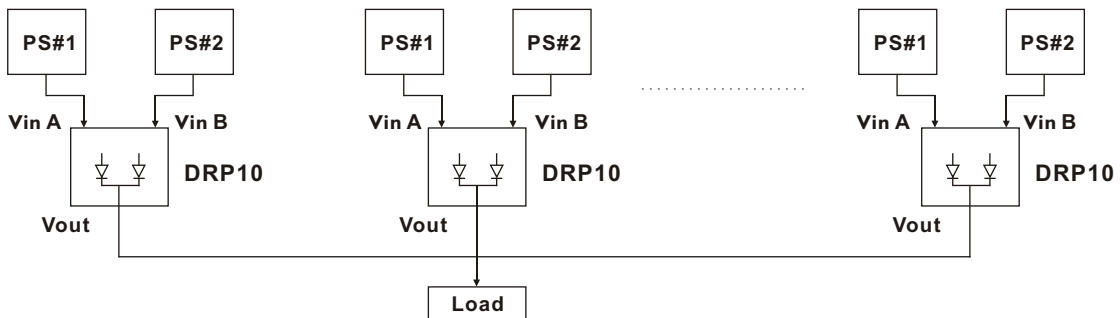 PS#1 PS#2 PS#1 PS#2 PS#1 PS#2
Vin A Vin B Vin A Vin B Vin A Vin B
DRP10 DRP10 DRP10
Vout Vout Vout
Load